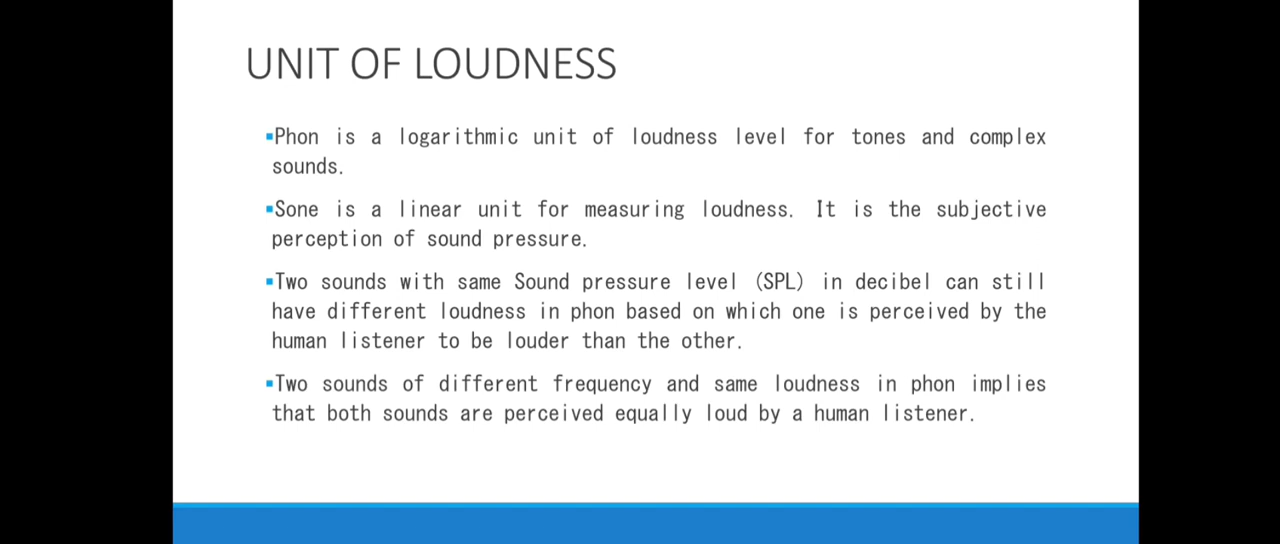 UNIT OF LOUDNESS
▪Phon is a logarithmic unit of loudness level for tones and complex
sounds.
▪Sone is a linear unit for measuring loudness. It is the subjective
perception of sound pressure.
▪Two sounds with same Sound pressure level (SPL) in decibel can still
have different loudness in phon based on which one is perceived by the
human listener to be louder than the other.
▪Two sounds of different frequency and same loudness in phon implies
that both sounds are perceived equally loud by a human listener.